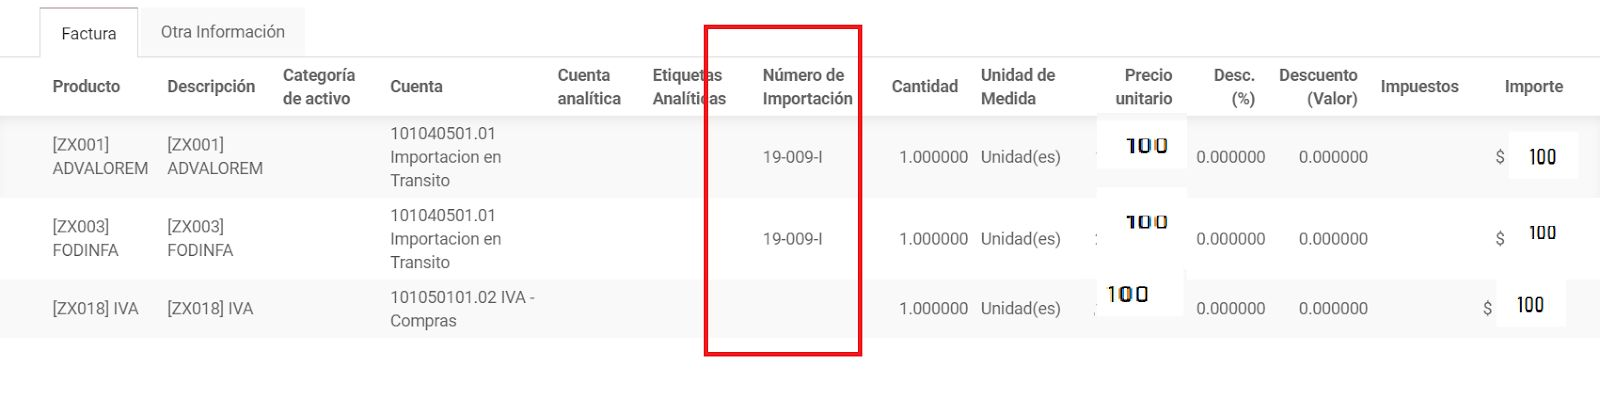 Factura Otra Información
Producto Descripción Categoría de activo Cuenta Cuenta analítica Etiquetas Analíticas Número de Importación Cantidad Unidad de Medida Precio unitario Desc. (%) Descuento (Valor) Impuestos Importe
[ZX001] ADVALOREM [ZX001] ADVALOREM 101040501.01 Importacion en Transito 19-009-I 1.000000 Unidad(es) 100 0.000000 0.000000 $ 100
[ZX003] FODINFA [ZX003] FODINFA 101040501.01 Importacion en Transito 19-009-I 1.000000 Unidad(es) 100 0.000000 0.000000 $ 100
[ZX018] IVA [ZX018] IVA 101050101.02 IVA - Compras 1.000000 Unidad(es) 100 0.000000 0.000000 $ 100